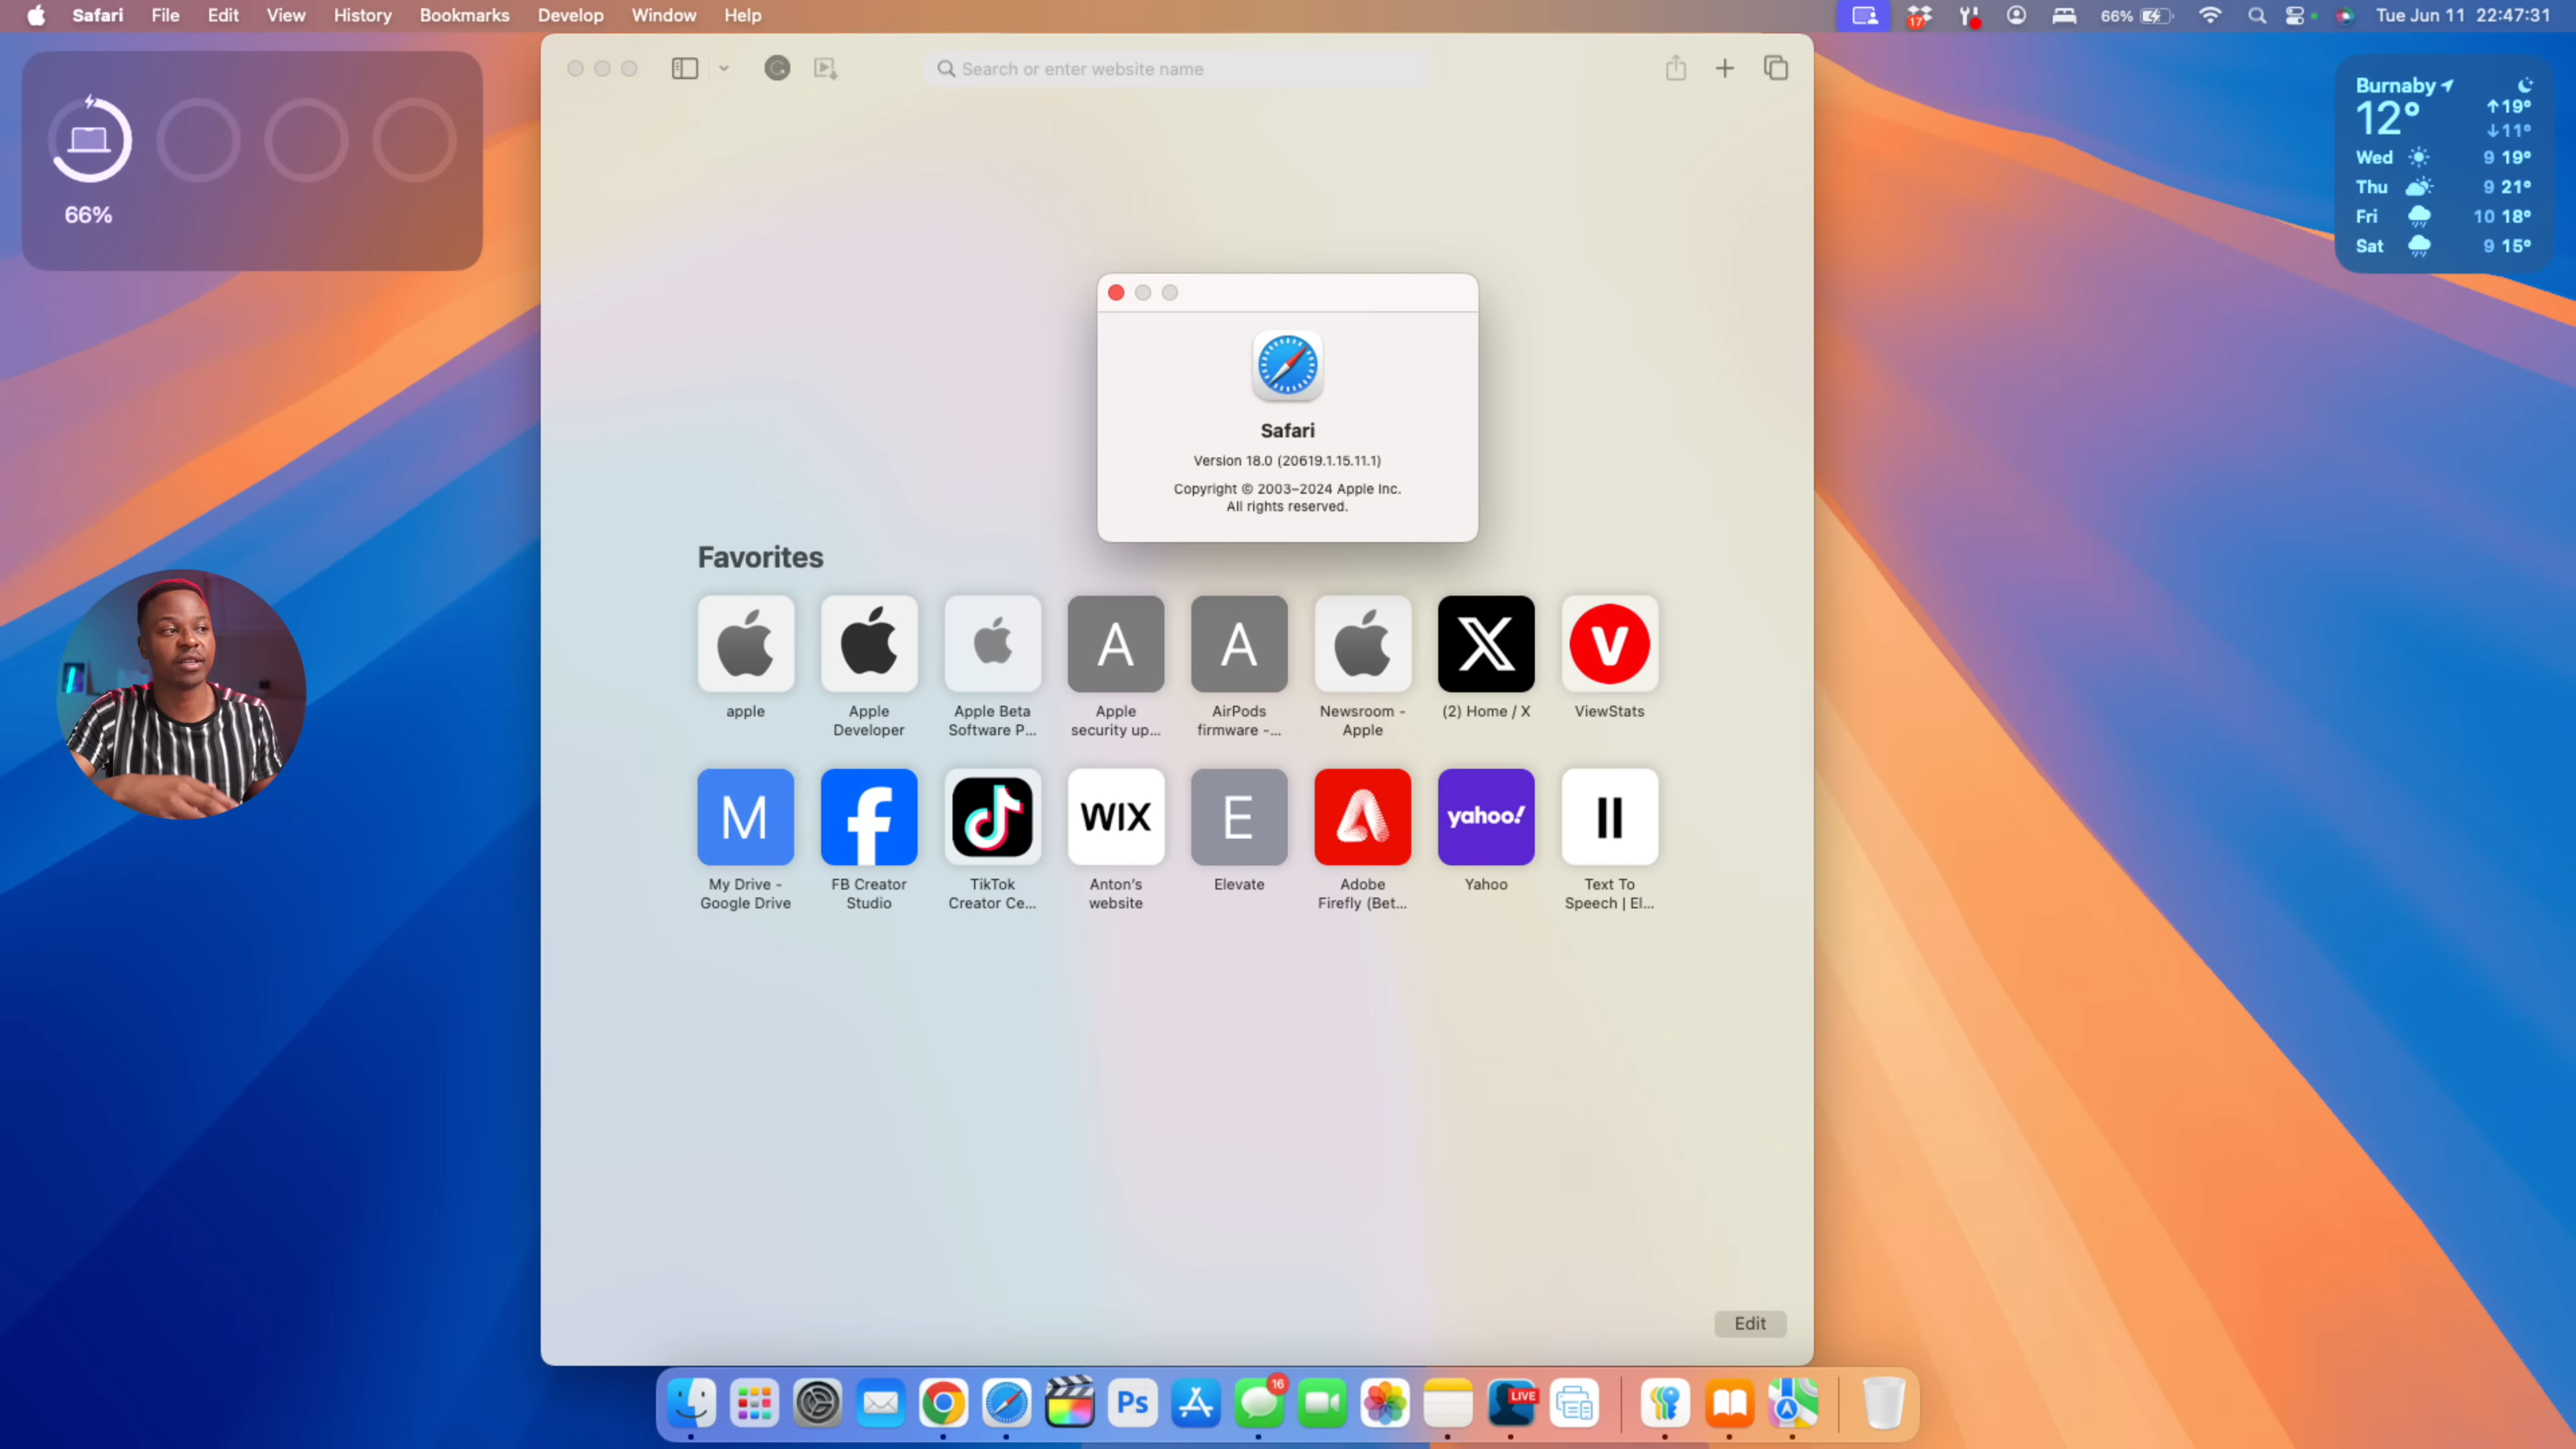 Safari File Edit View History Bookmarks Develop Window Help
17 66% Tue Jun 11 22:47:31
66%
Search or enter website name
Burnaby
12° ↑19°
↓11°
Wed 9 19°
Thu 9 21°
Fri 10 18°
Sat 9 15°
Safari
Version 18.0 (20619.1.15.11.1)
Copyright © 2003–2024 Apple Inc.
All rights reserved.
Favorites
A A X V
apple
Apple
Developer
Apple Beta
Software P...
Apple
security up...
AirPods
firmware -...
Newsroom -
Apple
(2) Home / X
ViewStats
M f WIX E yahoo! II
My Drive -
Google Drive
FB Creator
Studio
TikTok
Creator Ce...
Anton's
website
Elevate
Adobe
Firefly (Bet...
Yahoo
Text To
Speech | El...
Edit
Ps 16 LIVE